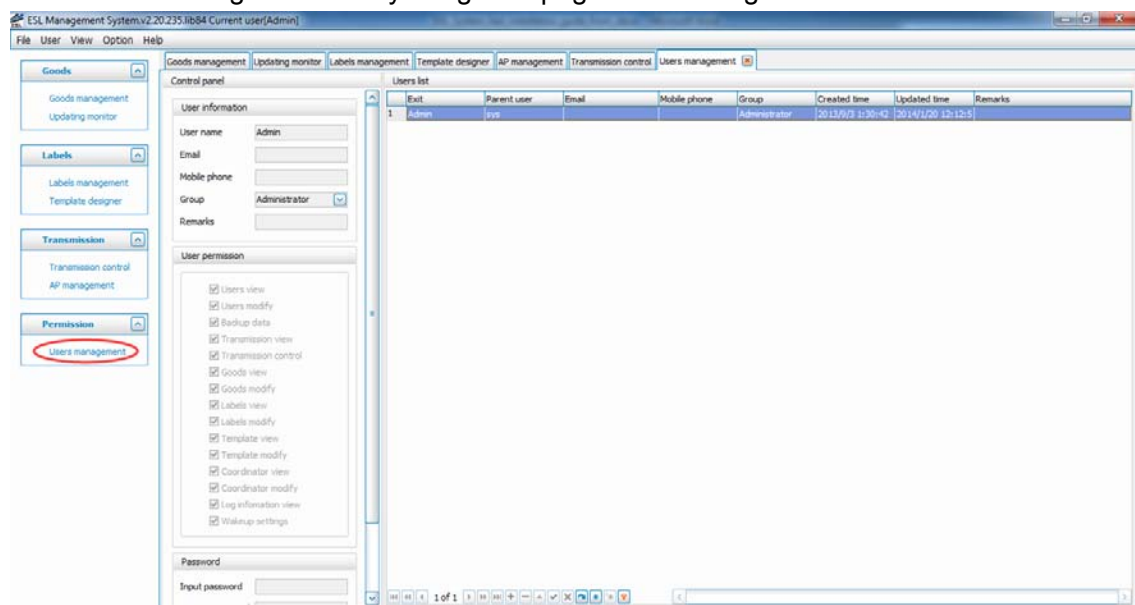 ESL Management System.v2.20.235.lib84 Current user[Admin]
File User View Option Help
Goods
Goods management
Updating monitor
Labels
Labels management
Template designer
Transmission
Transmission control
AP management
Permission
Users management
Goods management Updating monitor Labels management Template designer AP management Transmission control Users management
Control panel
User information
User name Admin
Email
Mobile phone
Group Administrator
Remarks
User permission
Users view
Users modify
Backup data
Transmission view
Transmission control
Goods view
Goods modify
Labels view
Labels modify
Template view
Template modify
Coordinator view
Coordinator modify
Log infomation view
Wakeup settings
Password
Input password
Users list
Exit Parent user Email Mobile phone Group Created time Updated time Remarks
1 Admin sys Administrator 2013/9/3 1:30:42 2014/1/20 12:12:5
1 of 1